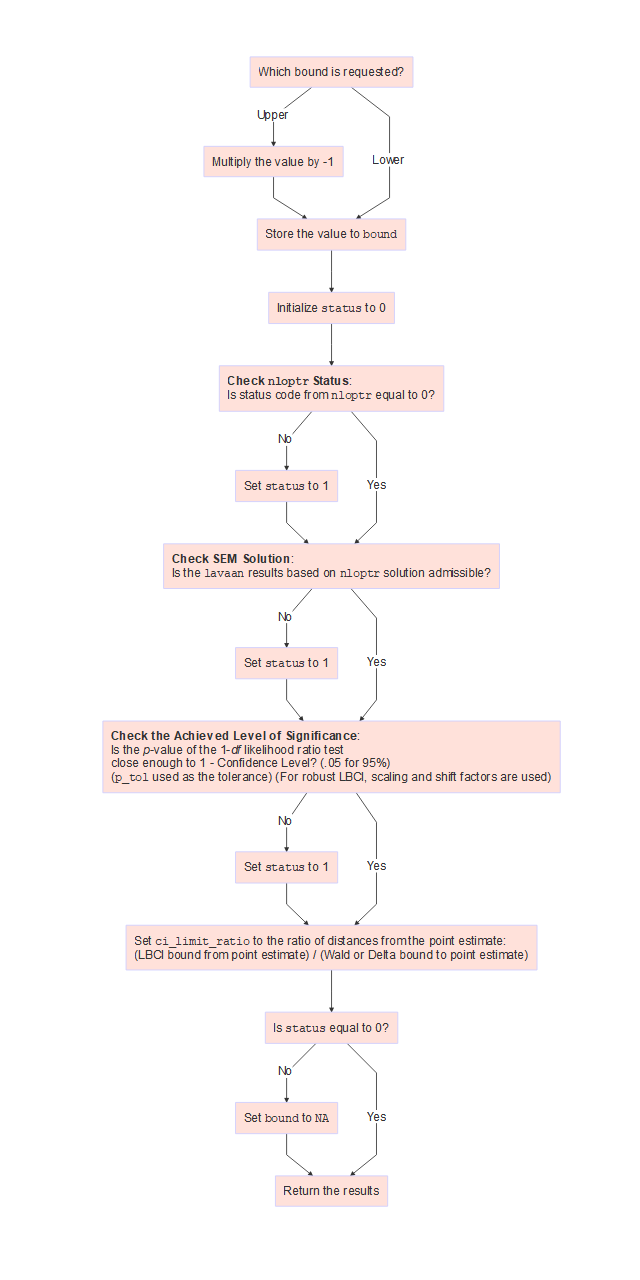 Which bound is requested?
Upper
Multiply the value by -1
Lower
Store the value to bound
Initialize status to 0
Check nloptr Status:
Is status code from nloptr equal to 0?
No
Set status to 1
Yes
Check SEM Solution:
Is the lavaan results based on nloptr solution admissible?
No
Set status to 1
Yes
Check the Achieved Level of Significance:
Is the p-value of the 1-df likelihood ratio test
close enough to 1 - Confidence Level? (.05 for 95%)
(p_tol used as the tolerance) (For robust LBCI, scaling and shift factors are used)
No
Set status to 1
Yes
Set ci_limit_ratio to the ratio of distances from the point estimate:
(LBCI bound from point estimate) / (Wald or Delta bound to point estimate)
Is status equal to 0?
No
Set bound to NA
Yes
Return the results